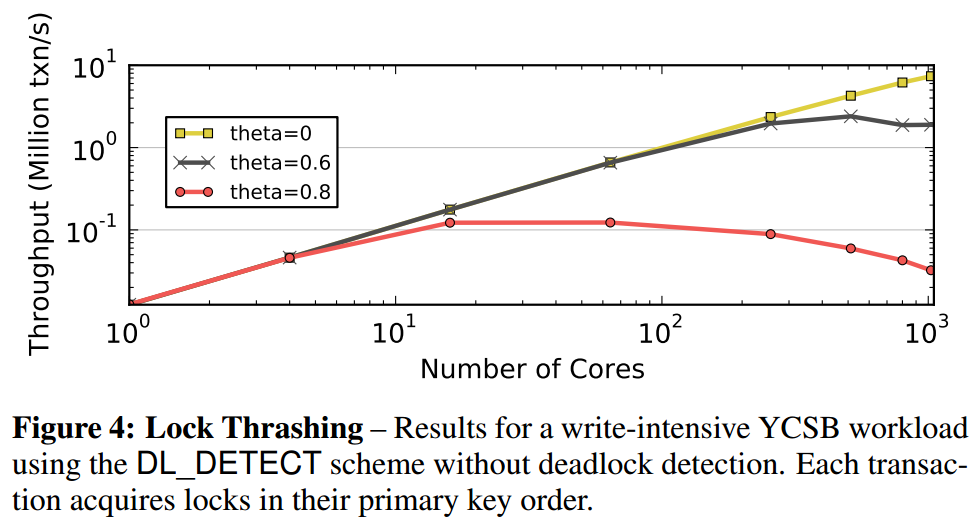 Throughput (Million txn/s)
10^1
10^0
10^-1
theta=0
theta=0.6
theta=0.8
10^0 10^1 10^2 10^3
Number of Cores
Figure 4: Lock Thrashing – Results for a write-intensive YCSB workload
using the DL_DETECT scheme without deadlock detection. Each transac-
tion acquires locks in their primary key order.